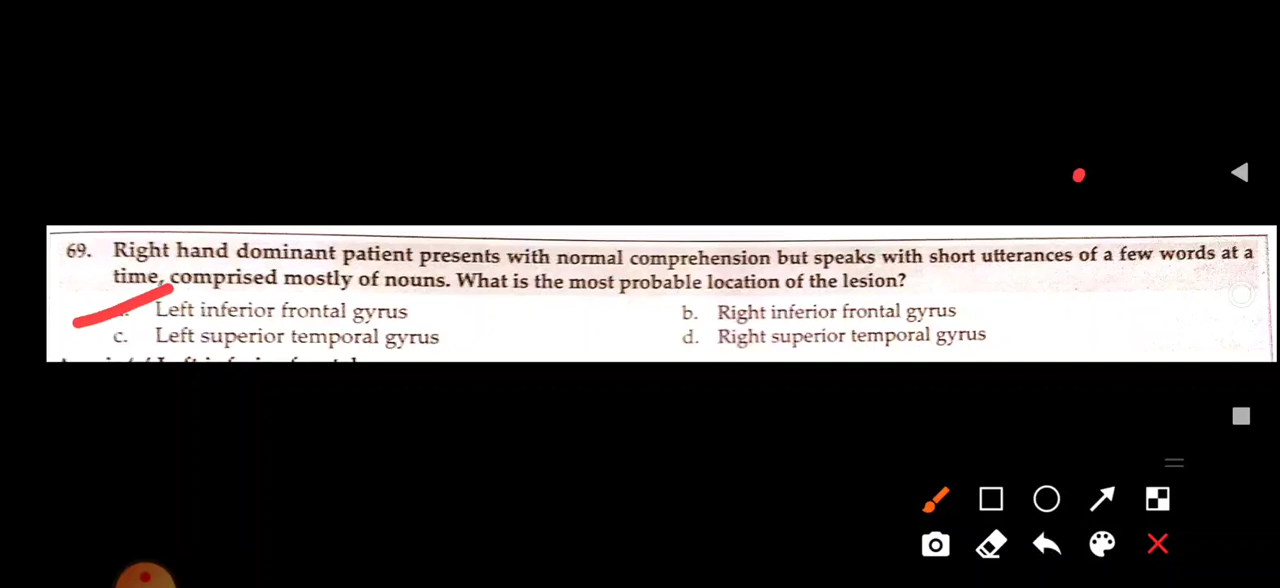 69. Right hand dominant patient presents with normal comprehension but speaks with short utterances of a few words at a
time, comprised mostly of nouns. What is the most probable location of the lesion?
Left inferior frontal gyrus b. Right inferior frontal gyrus
c. Left superior temporal gyrus d. Right superior temporal gyrus